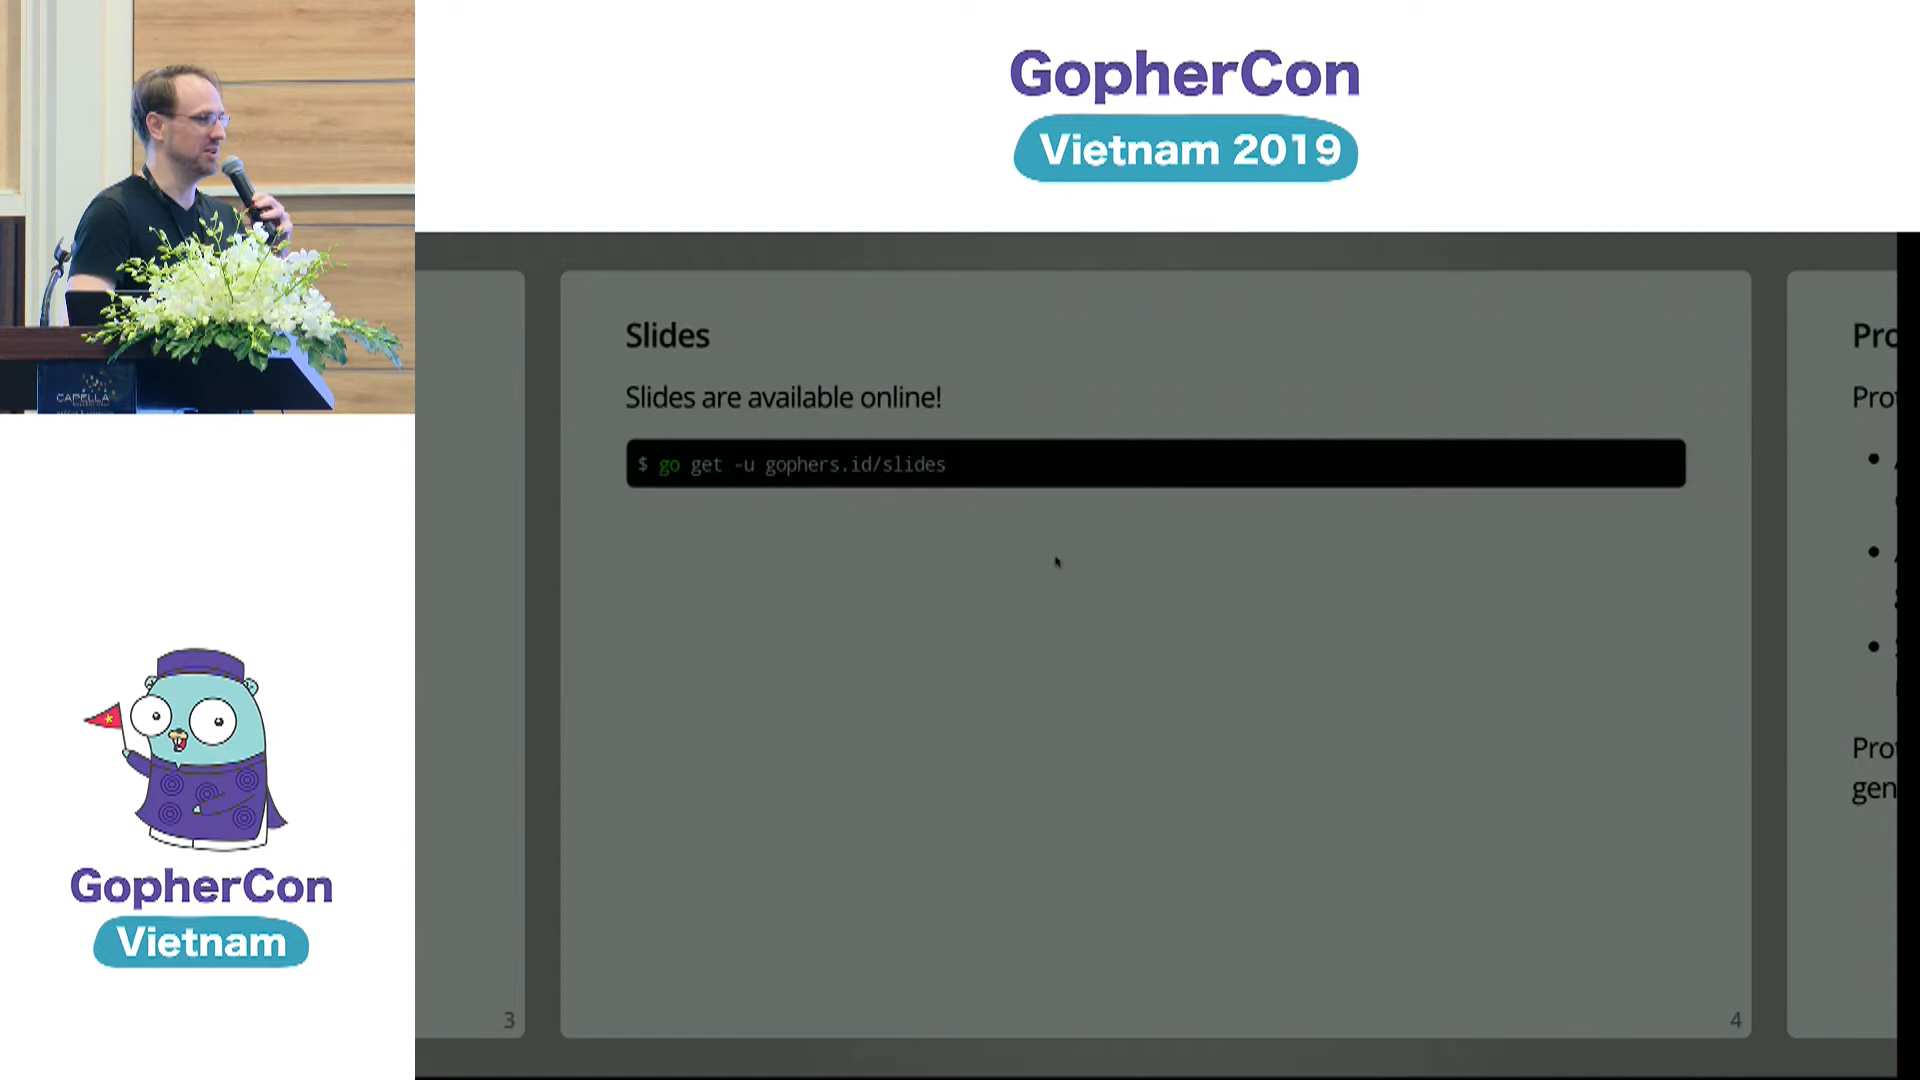 GopherCon
Vietnam 2019
CAPELLA
Slides
Slides are available online!
$ go get -u gophers.id/slides
3
4
Pro
Pro
Pro
gen
GopherCon
Vietnam